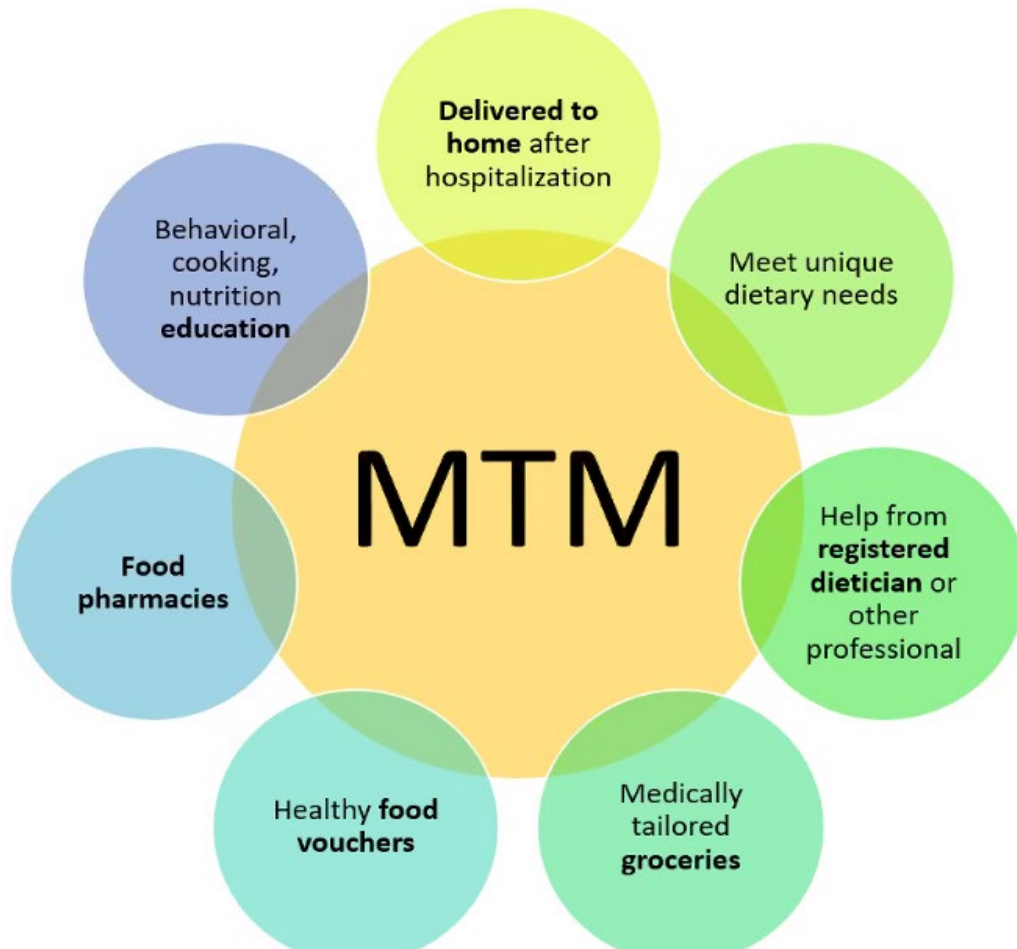 Delivered to
home after
hospitalization
Meet unique
dietary needs
Help from
registered
dietician or
other
professional
Medically
tailored
groceries
Healthy food
vouchers
Food
pharmacies
Behavioral,
cooking,
nutrition
education
MTM